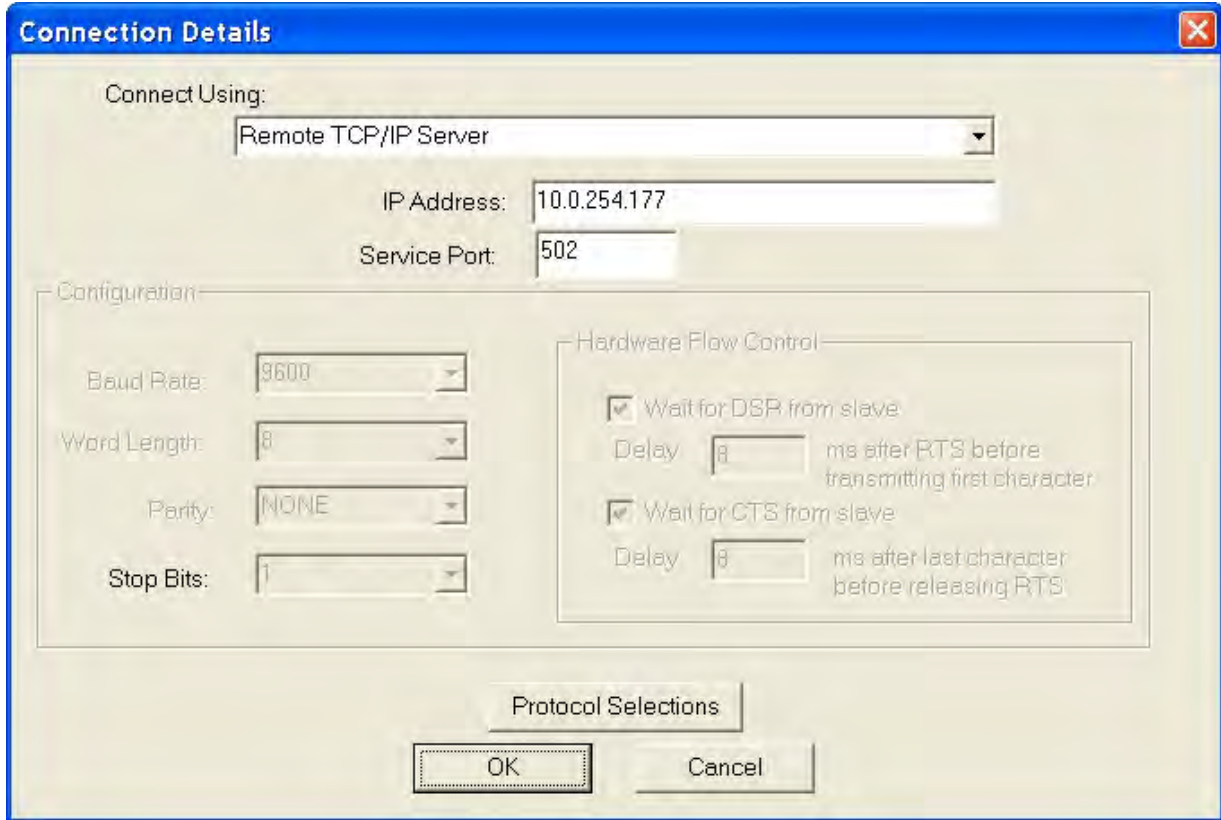 Connection Details
Connect Using:
Remote TCP/IP Server
IP Address: 10.0.254.177
Service Port: 502
Configuration
Baud Rate: 9600
Word Length: 8
Parity: NONE
Stop Bits: 1
Hardware Flow Control
Wait for DSR from slave
Delay 8 ms after RTS before
transmitting first character
Wait for CTS from slave
Delay 8 ms after last character
before releasing RTS
Protocol Selections
OK Cancel